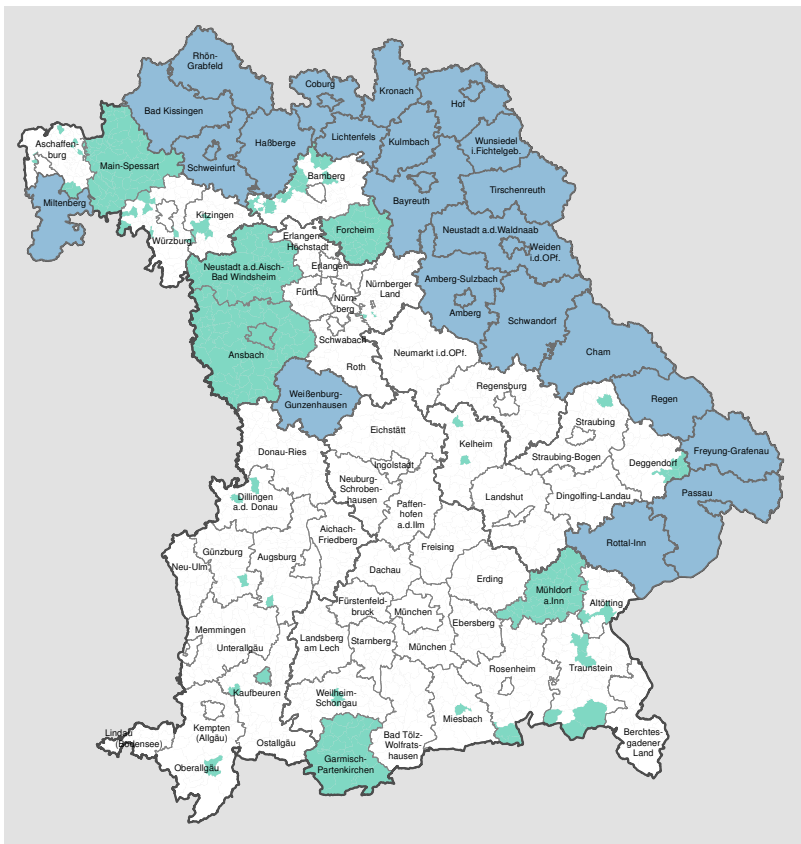 Rhön-
Grabfeld
Coburg
Kronach
Hof
Bad Kissingen
Lichtenfels
Kulmbach
Wunsiedel
i.Fichtelgeb.
Aschaffen-
burg
Main-Spessart
Haßberge
Schweinfurt
Bamberg
Tirschenreuth
Miltenberg
Bayreuth
Kitzingen
Würzburg
Erlangen-
Höchstadt
Forcheim
Neustadt a.d.Waldnaab
Weiden
i.d.OPf.
Neustadt a.d.Aisch-
Bad Windsheim
Erlangen
Fürth
Nürn-
berg
Nürnberger
Land
Amberg-Sulzbach
Amberg
Schwandorf
Schwabach
Ansbach
Roth
Neumarkt i.d.OPf.
Cham
Weißenburg-
Gunzenhausen
Regensburg
Regen
Straubing
Eichstätt
Kelheim
Donau-Ries
Ingolstadt
Straubing-Bogen
Deggendorf
Freyung-Grafenau
Neuburg-
Schroben-
hausen
Passau
Dillingen
a.d. Donau
Paffen-
hofen
a.d.Ilm
Landshut
Dingolfing-Landau
Aichach-
Friedberg
Günzburg
Augsburg
Freising
Rottal-Inn
Neu-Ulm
Dachau
Erding
Mühldorf
a.Inn
Altötting
Fürstenfeld-
bruck
München
Ebersberg
Memmingen
Unterallgäu
Landsberg
am Lech
Starnberg
München
Rosenheim
Traunstein
Kaufbeuren
Weilheim-
Schongau
Miesbach
Kempten
(Allgäu)
Lindau
(Bodensee)
Ostallgäu
Bad Tölz-
Wolfrats-
hausen
Berchtes-
gadener
Land
Oberallgäu
Garmisch-
Partenkirchen